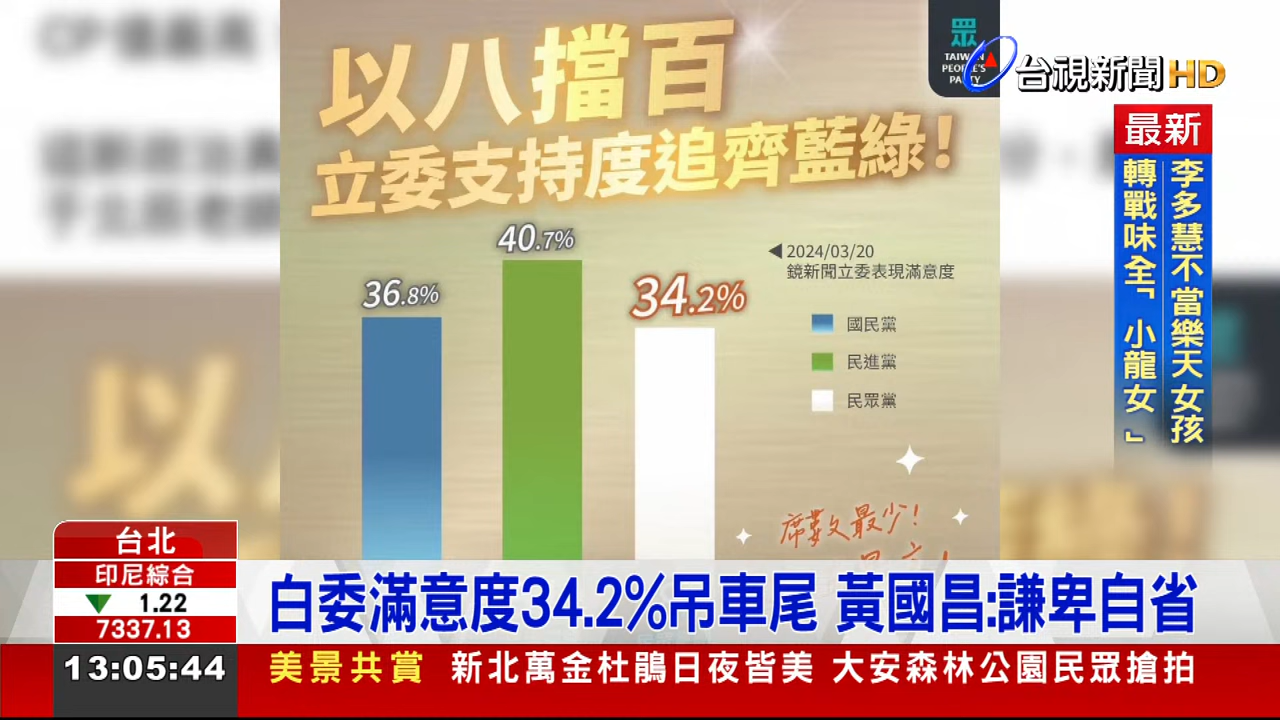 以八擋百
立委支持度追齊藍綠!
眾
TAIWAN
PEOPLE'S
PARTY
台視新聞HD
最新
李多慧不當樂天女孩
轉戰味全「小龍女」
40.7%
36.8%
34.2%
◀2024/03/20
鏡新聞立委表現滿意度
國民黨
民進黨
民眾黨
席數最少!
台北
印尼綜合
▼ 1.22
7337.13
白委滿意度34.2%吊車尾 黃國昌:謙卑自省
13:05:44
美景共賞 新北萬金杜鵑日夜皆美 大安森林公園民眾搶拍